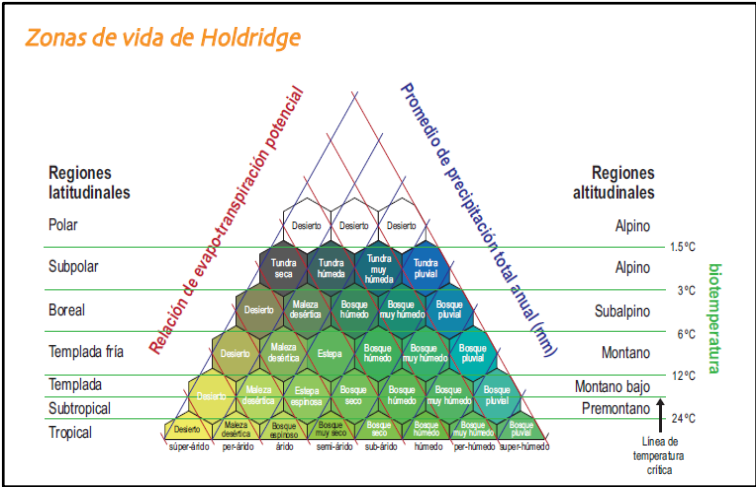 Zonas de vida de Holdridge
Relación de evapo-transpiración potencial
Promedio de precipitación total anual (mm)
Regiones
latitudinales
Regiones
altitudinales
Polar
Desierto
Desierto
Desierto
Alpino
1.5ºC
Subpolar
Tundra
seca
Tundra
húmeda
Tundra
muy
húmeda
Tundra
pluvial
Alpino
3ºC
Boreal
Desierto
Maleza
desértica
Bosque
húmedo
Bosque
muy húmedo
Bosque
pluvial
Subalpino
6ºC
Templada fría
Desierto
Maleza
desértica
Estepa
Bosque
húmedo
Bosque
muy húmedo
Bosque
pluvial
Montano
12ºC
Templada
Subtropical
Desierto
Maleza
desértica
Estepa
espinosa
Bosque
seco
Bosque
húmedo
Bosque
muy húmedo
Bosque
pluvial
Montano bajo
Premontano
24ºC
Tropical
Desierto
Maleza
desértica
Bosque
espinoso
Bosque
muy seco
Bosque
seco
Bosque
húmedo
Bosque
muy húmedo
Bosque
pluvial
súper-árido
per-árido
árido
semi-árido
sub-árido
húmedo
per-húmedo
super-húmedo
biotemperatura
Línea de
temperatura
crítica